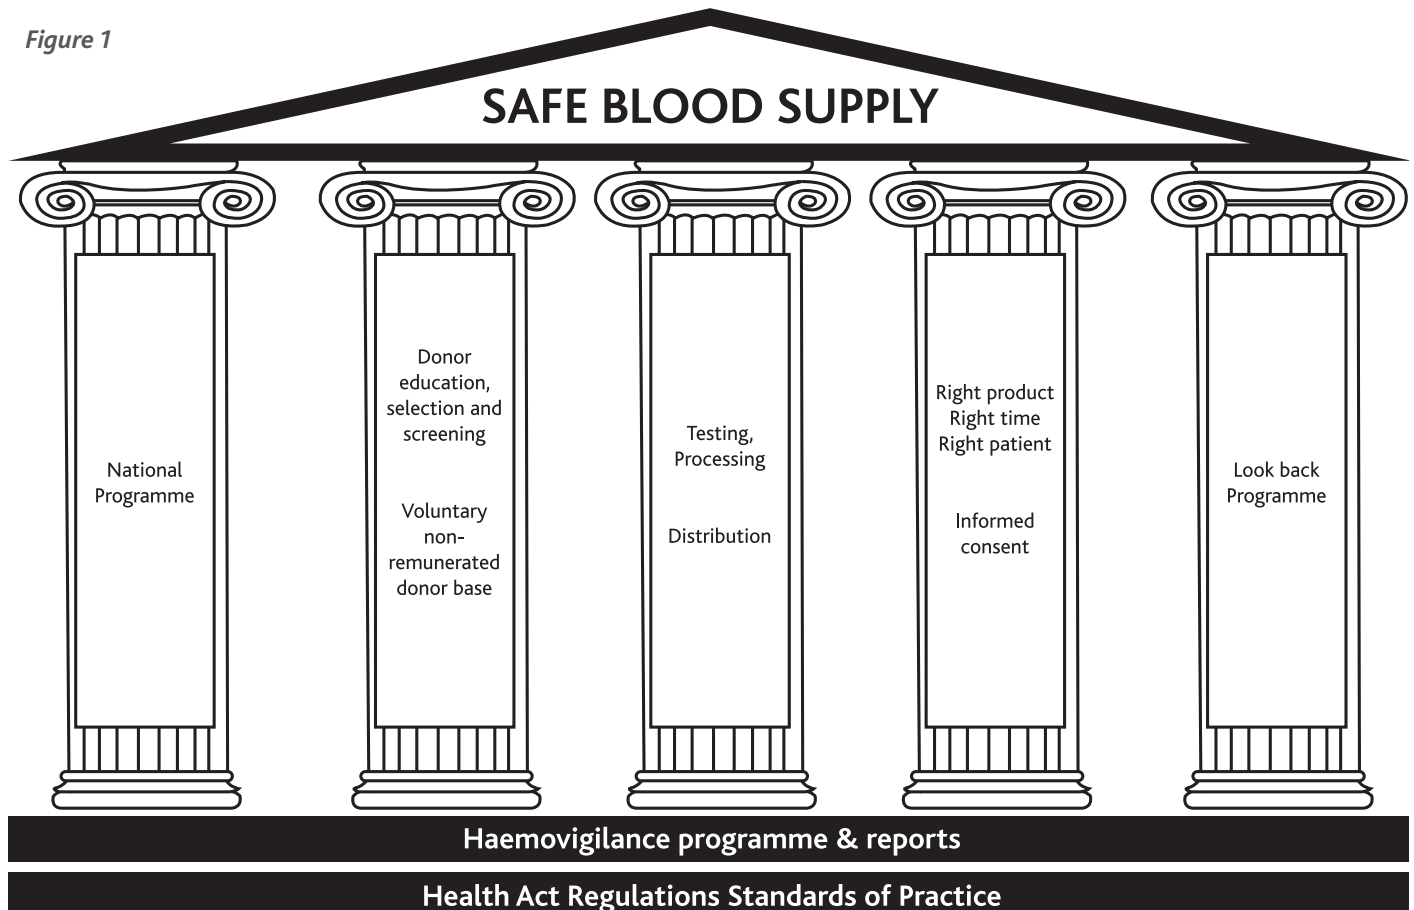 Figure 1
SAFE BLOOD SUPPLY
National
Programme
Donor
education,
selection and
screening
Voluntary
non-
remunerated
donor base
Testing,
Processing
Distribution
Right product
Right time
Right patient
Informed
consent
Look back
Programme
Haemovigilance programme & reports
Health Act Regulations Standards of Practice